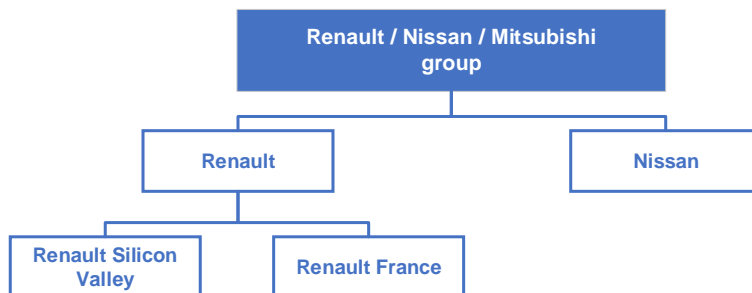 Renault / Nissan / Mitsubishi
group
Renault
Nissan
Renault Silicon
Valley
Renault France